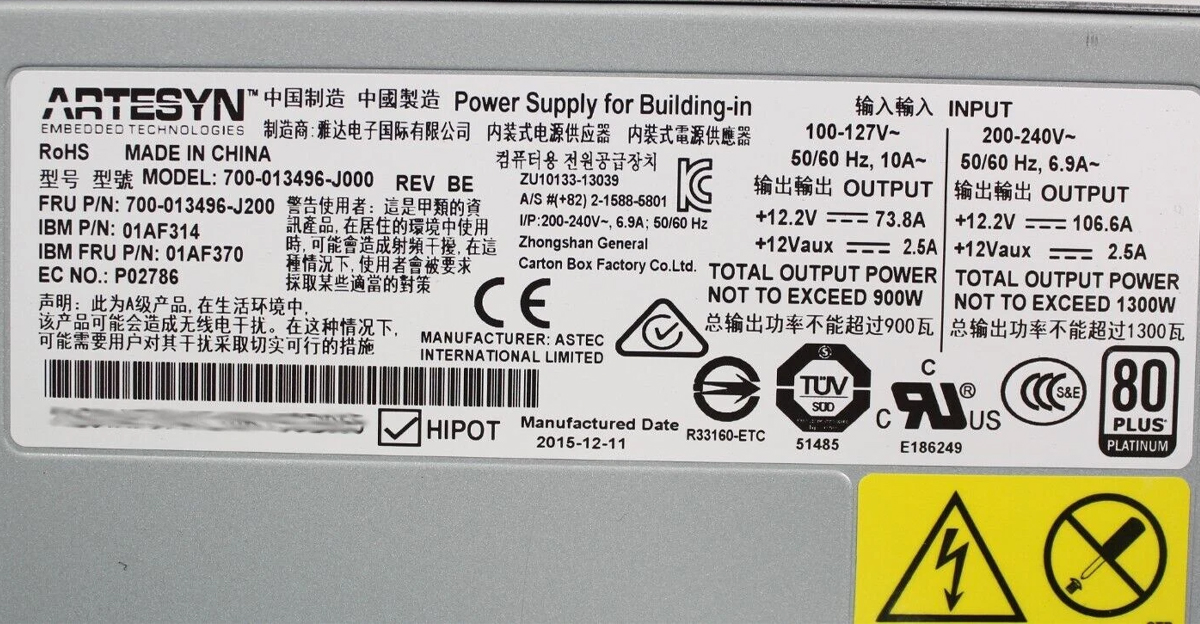 ARTESYN™
EMBEDDED TECHNOLOGIES
中国制造 中國製造 Power Supply for Building-in
制造商: 雅达电子国际有限公司 内装式电源供应器 内裝式電源供應器
RoHS MADE IN CHINA
型号 型號 MODEL: 700-013496-J000 REV BE
FRU P/N: 700-013496-J200
IBM P/N: 01AF314
IBM FRU P/N: 01AF370
EC NO.: P02786
警告使用者: 這是甲類的資
訊產品, 在居住的環境中使用
時, 可能會造成射頻干擾, 在這
種情況下, 使用者會被要求
採取某些適當的對策
声明: 此为A级产品, 在生活环境中,
该产品可能会造成无线电干扰。在这种情况下,
可能需要用户对其干扰采取切实可行的措施
컴퓨터용 전원공급장치
ZU10133-13039
A/S #(+82) 2-1588-5801
I/P:200-240V~, 6.9A; 50/60 Hz
Zhongshan General
Carton Box Factory Co.Ltd.
CE
MANUFACTURER: ASTEC
INTERNATIONAL LIMITED
输入輸入 INPUT
100-127V~
50/60 Hz, 10A~
输出輸出 OUTPUT
+12.2V 73.8A
+12Vaux 2.5A
TOTAL OUTPUT POWER
NOT TO EXCEED 900W
总输出功率不能超过900瓦
200-240V~
50/60 Hz, 6.9A~
输出輸出 OUTPUT
+12.2V 106.6A
+12Vaux 2.5A
TOTAL OUTPUT POWER
NOT TO EXCEED 1300W
总输出功率不能超过1300瓦
HIPOT
Manufactured Date
2015-12-11
R33160-ETC
TÜV
SÜD
51485
C RU® US
E186249
CCC S&E
80
PLUS
PLATINUM